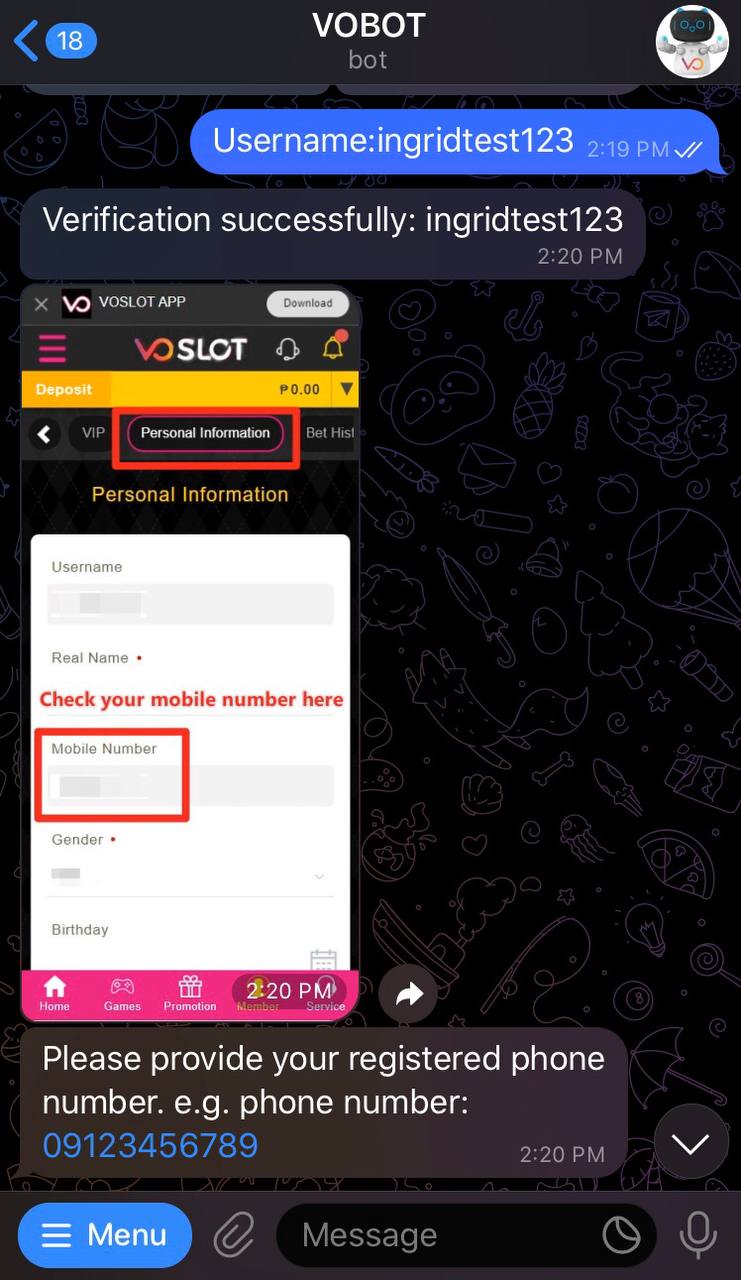 18
VOBOT
bot
VO
Username:ingridtest123 2:19 PM
Verification successfully: ingridtest123
2:20 PM
VO VOSLOT APP Download
VOSLOT
Deposit ₱0.00
VIP Personal Information Bet Hist
Personal Information
Username
Real Name •
Check your mobile number here
Mobile Number
Gender •
Birthday
2:20 PM
Home Games Promotion Member Service
Please provide your registered phone
number. e.g. phone number:
09123456789 2:20 PM
Menu Message